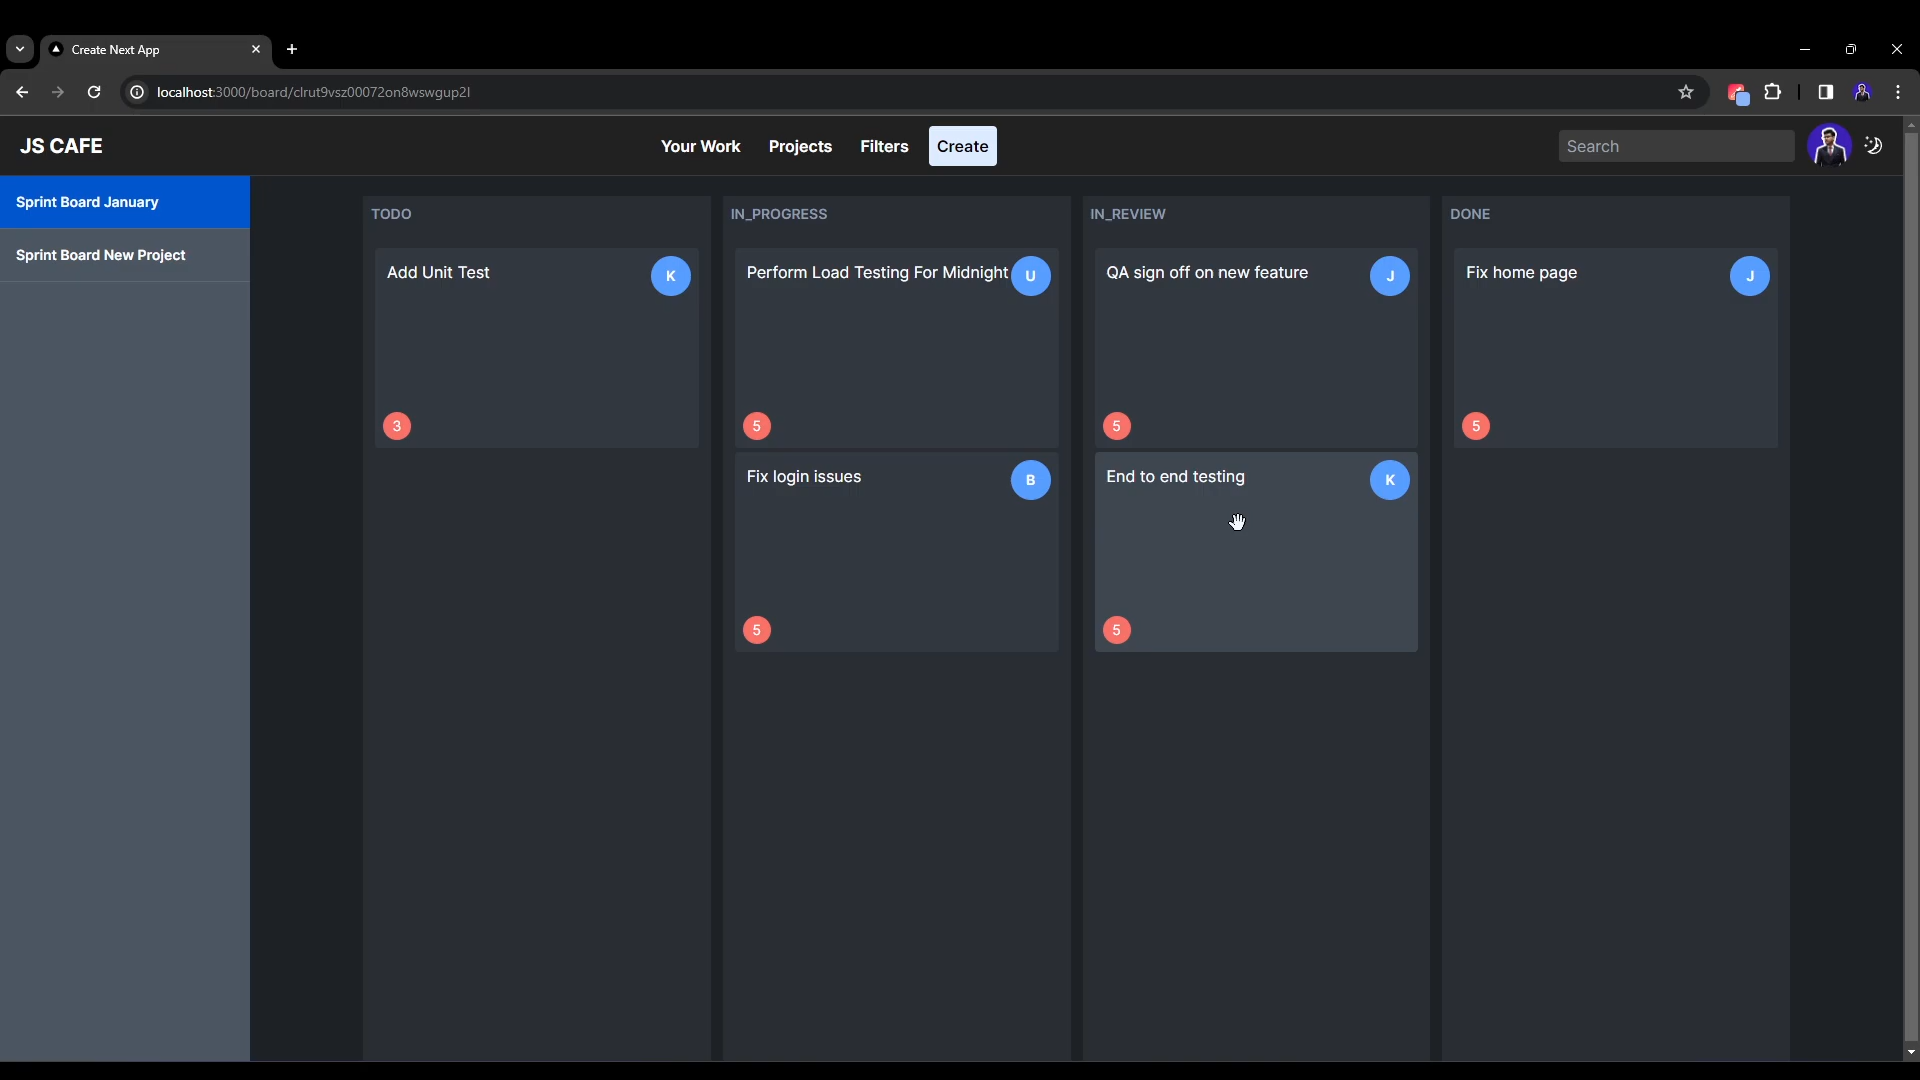 Create Next App
localhost:3000/board/clrut9vsz00072on8wswgup2l
JS CAFE
Your Work
Projects
Filters
Create
Search
Sprint Board January
Sprint Board New Project
TODO
Add Unit Test
K
3
IN_PROGRESS
Perform Load Testing For Midnight
U
5
Fix login issues
B
5
IN_REVIEW
QA sign off on new feature
J
5
End to end testing
K
5
DONE
Fix home page
J
5